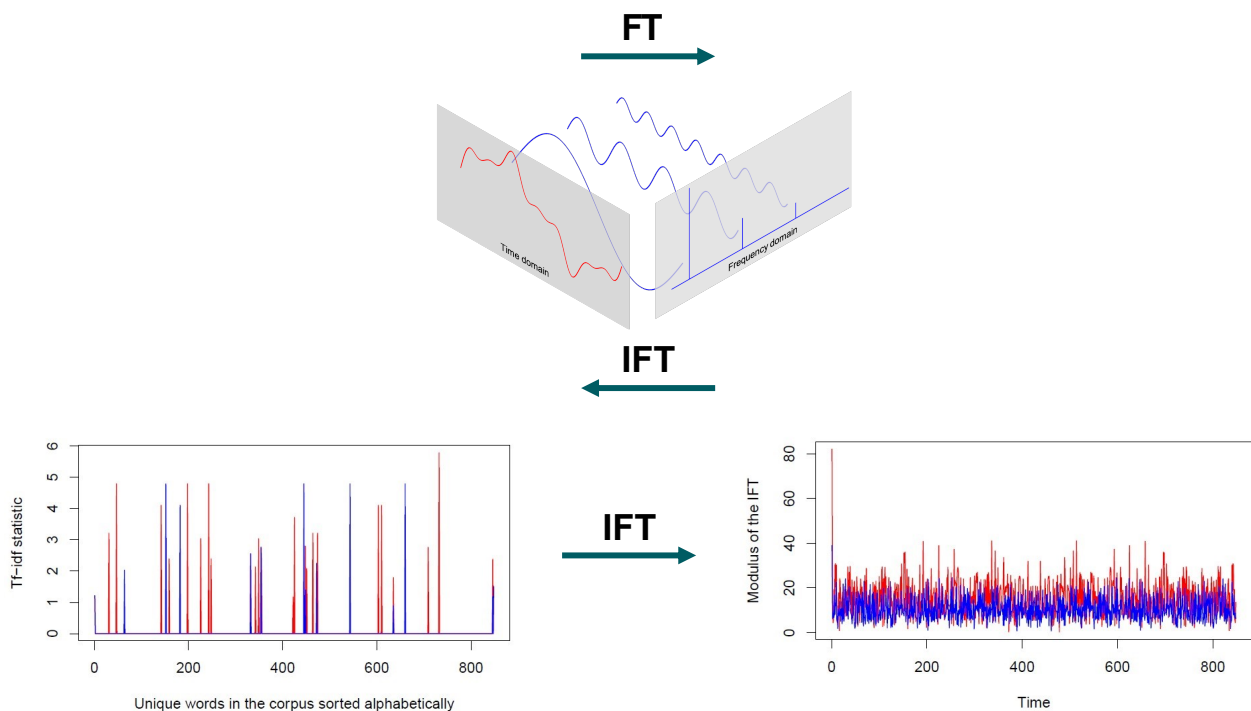 FT
Time domain
Frequency domain
IFT
6
5
4
3
2
1
0
Tf-idf statistic
0 200 400 600 800
Unique words in the corpus sorted alphabetically
IFT
80
60
40
20
0
Modulus of the IFT
0 200 400 600 800
Time